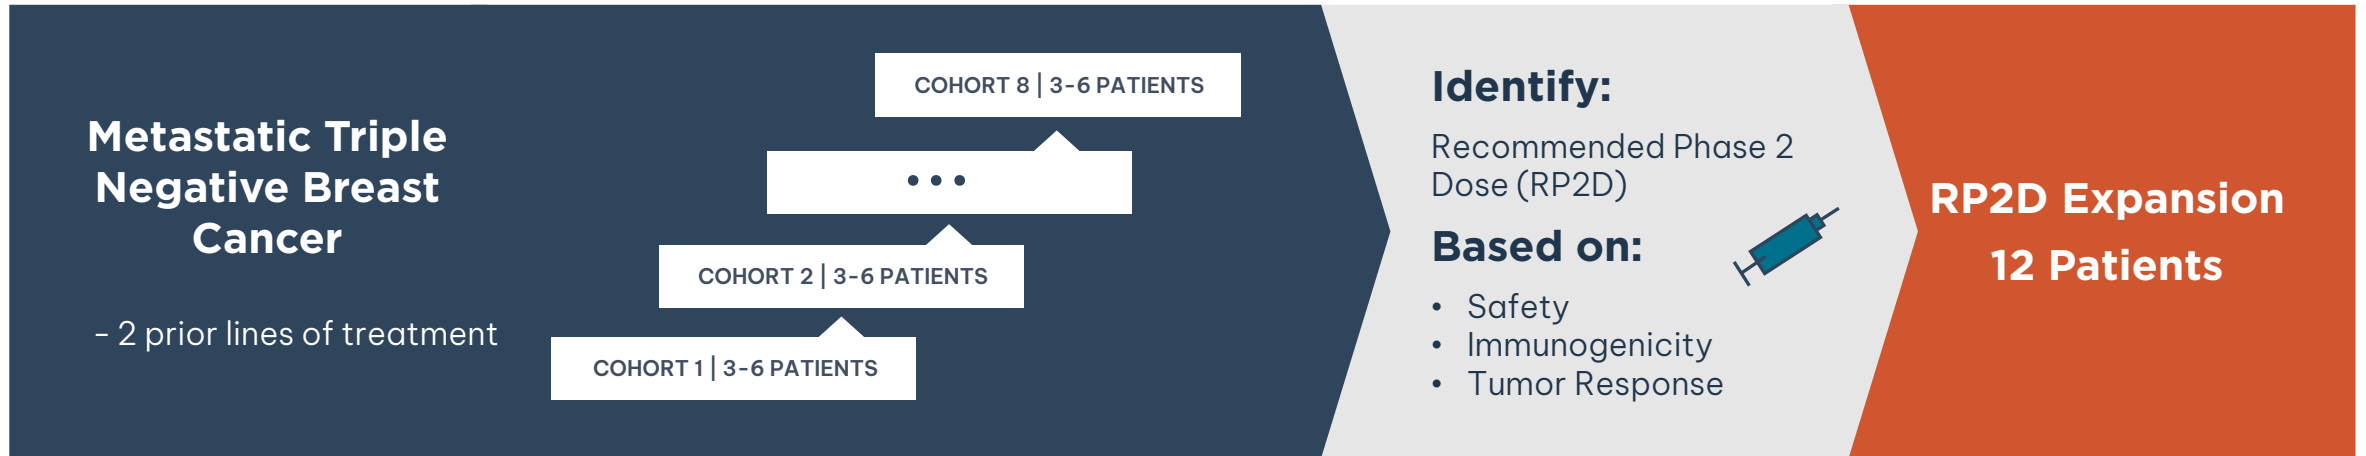 Metastatic Triple
Negative Breast
Cancer
– 2 prior lines of treatment
COHORT 8 | 3-6 PATIENTS
•••
COHORT 2 | 3-6 PATIENTS
COHORT 1 | 3-6 PATIENTS
Identify:
Recommended Phase 2
Dose (RP2D)
Based on:
• Safety
• Immunogenicity
• Tumor Response
RP2D Expansion
12 Patients